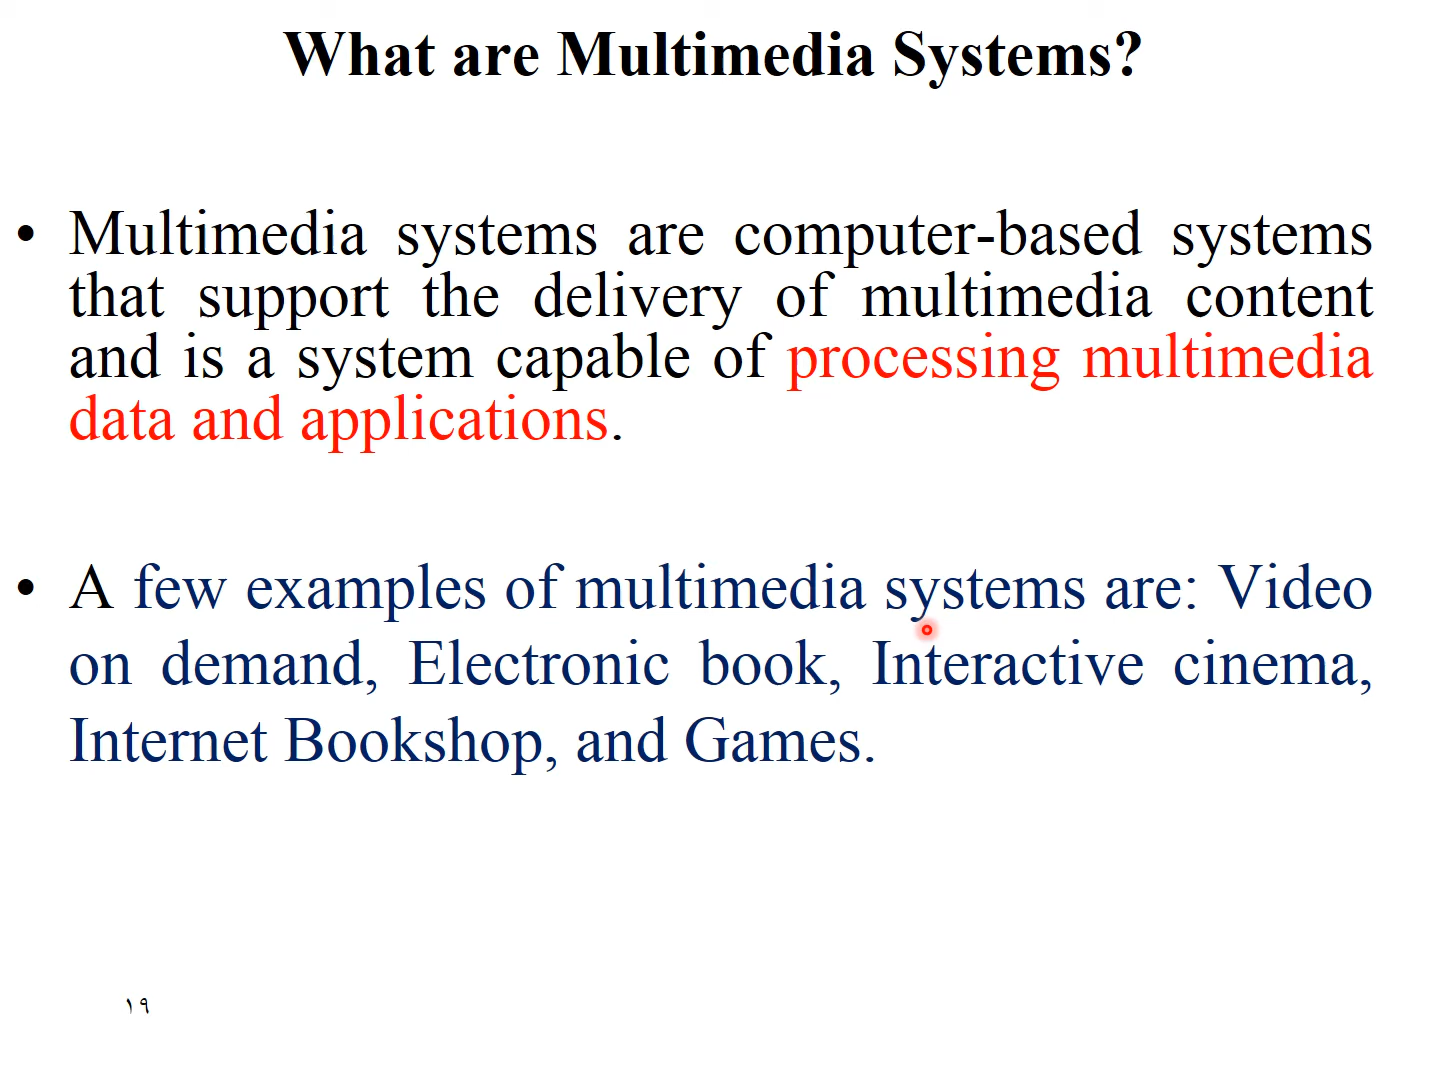 What are Multimedia Systems?
• Multimedia systems are computer-based systems
that support the delivery of multimedia content
and is a system capable of processing multimedia
data and applications.
• A few examples of multimedia systems are: Video
on demand, Electronic book, Interactive cinema,
Internet Bookshop, and Games.
١٩